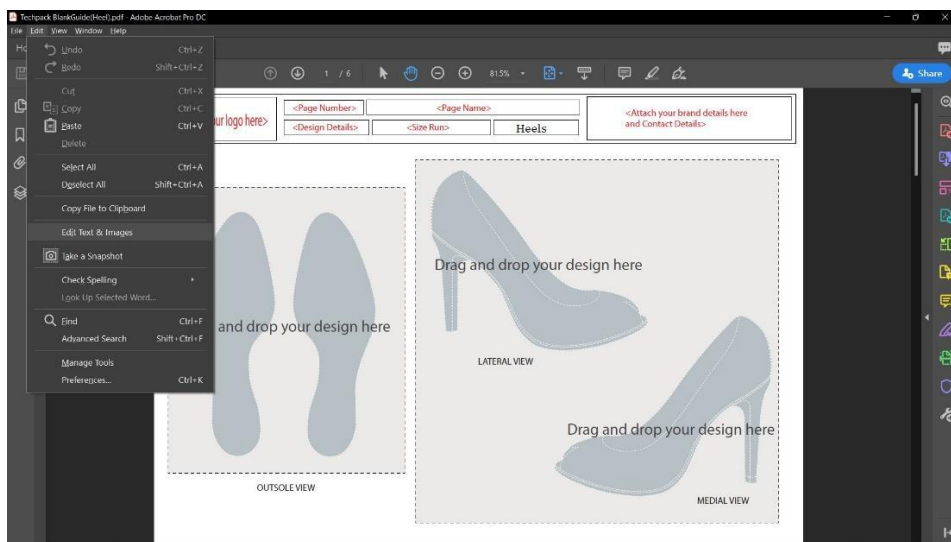 Techpack BlankGuide(Heel).pdf - Adobe Acrobat Pro DC
File Edit View Window Help
Undo Ctrl+Z
Redo Shift+Ctrl+Z
1 / 6
81.5%
Share
Cut Ctrl+X
Copy Ctrl+C
Paste Ctrl+V
Delete
Select All Ctrl+A
Deselect All Shift+Ctrl+A
Copy File to Clipboard
Edit Text & Images
Take a Snapshot
Check Spelling
Look Up Selected Word...
Find Ctrl+F
Advanced Search Shift+Ctrl+F
Manage Tools
Preferences... Ctrl+K
ur logo here>
<Page Number>
<Page Name>
<Design Details>
<Size Run>
Heels
<Attach your brand details here
and Contact Details>
and drop your design here
OUTSOLE VIEW
Drag and drop your design here
LATERAL VIEW
Drag and drop your design here
MEDIAL VIEW